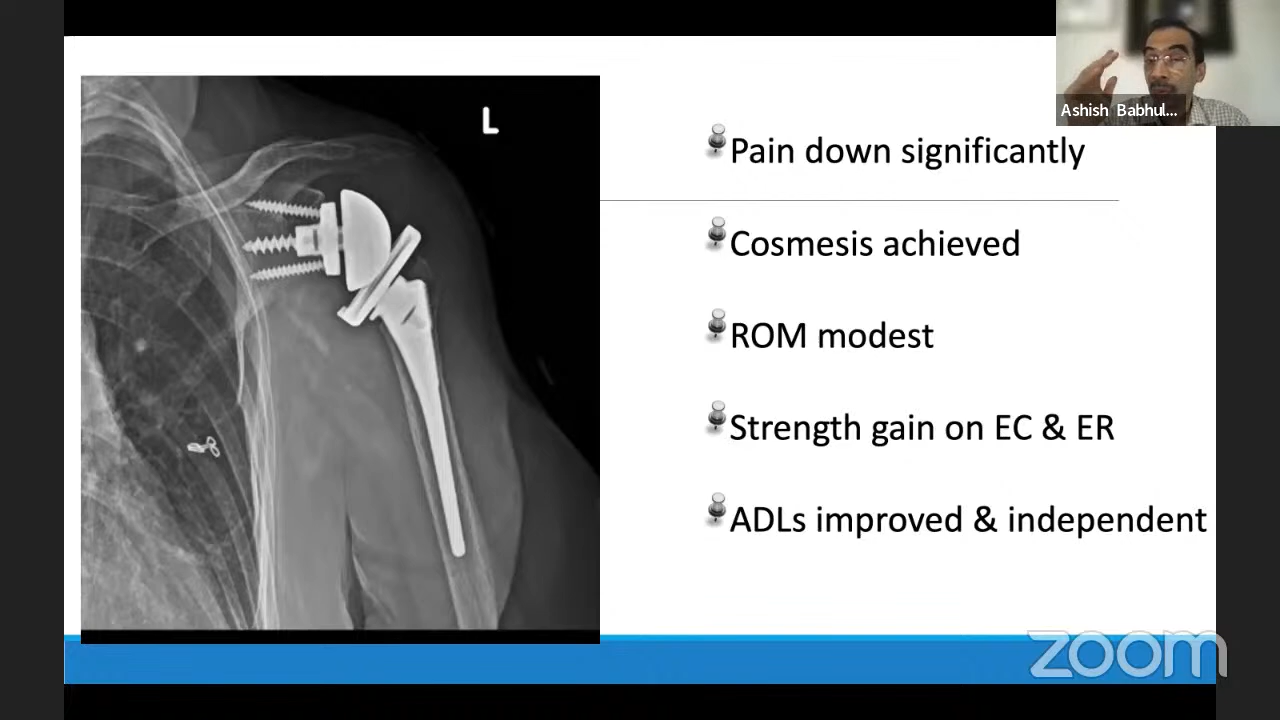 L
Ashish Babhul...
Pain down significantly
Cosmesis achieved
ROM modest
Strength gain on EC & ER
ADLs improved & independent
zoom